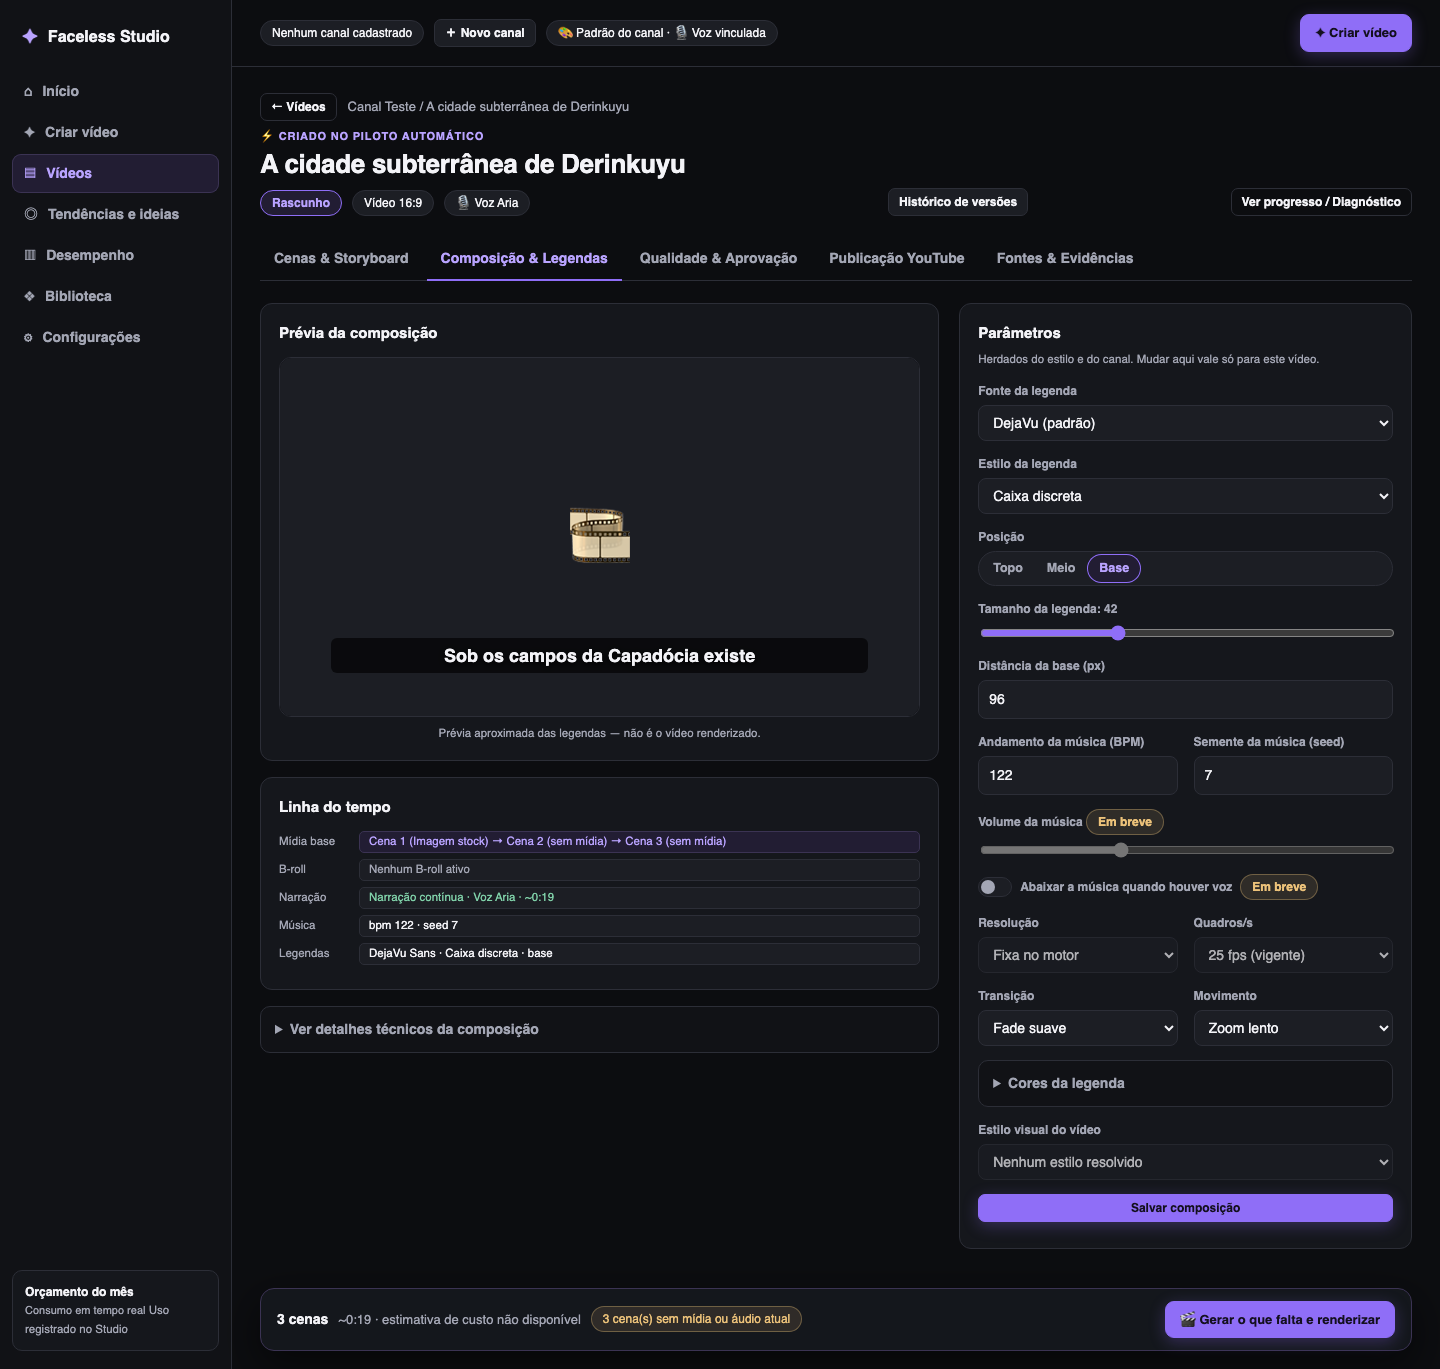 Faceless Studio
Início
Criar vídeo
Vídeos
Tendências e ideias
Desempenho
Biblioteca
Configurações
Orçamento do mês
Consumo em tempo real Uso
registrado no Studio
Nenhum canal cadastrado
+ Novo canal
Padrão do canal · Voz vinculada
Criar vídeo
← Vídeos
Canal Teste / A cidade subterrânea de Derinkuyu
CRIADO NO PILOTO AUTOMÁTICO
A cidade subterrânea de Derinkuyu
Rascunho
Vídeo 16:9
Voz Aria
Histórico de versões
Ver progresso / Diagnóstico
Cenas & Storyboard
Composição & Legendas
Qualidade & Aprovação
Publicação YouTube
Fontes & Evidências
Prévia da composição
Sob os campos da Capadócia existe
Prévia aproximada das legendas — não é o vídeo renderizado.
Linha do tempo
Mídia base
Cena 1 (Imagem stock) → Cena 2 (sem mídia) → Cena 3 (sem mídia)
B-roll
Nenhum B-roll ativo
Narração
Narração contínua · Voz Aria · ~0:19
Música
bpm 122 · seed 7
Legendas
DejaVu Sans · Caixa discreta · base
Ver detalhes técnicos da composição
Parâmetros
Herdados do estilo e do canal. Mudar aqui vale só para este vídeo.
Fonte da legenda
DejaVu (padrão)
Estilo da legenda
Caixa discreta
Posição
Topo
Meio
Base
Tamanho da legenda: 42
Distância da base (px)
96
Andamento da música (BPM)
Semente da música (seed)
122
7
Volume da música
Em breve
Abaixar a música quando houver voz
Em breve
Resolução
Quadros/s
Fixa no motor
25 fps (vigente)
Transição
Movimento
Fade suave
Zoom lento
Cores da legenda
Estilo visual do vídeo
Nenhum estilo resolvido
Salvar composição
3 cenas
~0:19 · estimativa de custo não disponível
3 cena(s) sem mídia ou áudio atual
Gerar o que falta e renderizar